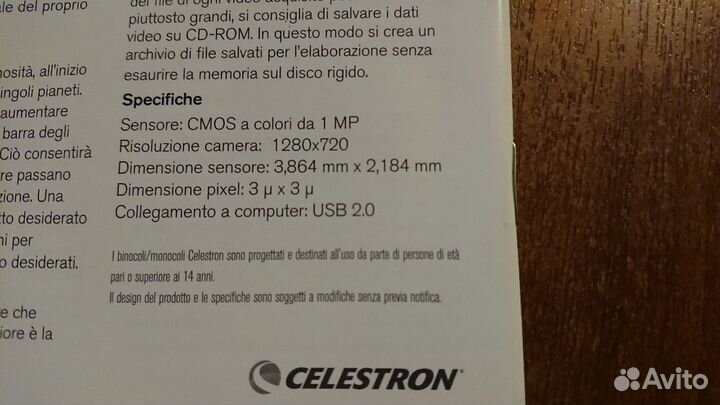 ale del proprio
nosità, all'inizio
singoli pianeti.
aumentare
barra degli
Ciò consentirà
re passano
zione. Una
tto desiderato
ni per
o desiderati.
e che
iore è la
piuttosto grandi, si consiglia di salvare i dati
video su CD-ROM. In questo modo si crea un
archivio di file salvati per l'elaborazione senza
esaurire la memoria sul disco rigido.
Specifiche
Sensore: CMOS a colori da 1 MP
Risoluzione camera: 1280x720
Dimensione sensore: 3,864 mm x 2,184 mm
Dimensione pixel: 3 µ x 3 µ
Collegamento a computer: USB 2.0
I binocoli/monocoli Celestron sono progettati e destinati all'uso da parte di persone di età
pari o superiore ai 14 anni.
Il design del prodotto e le specifiche sono soggetti a modifiche senza previa notifica.
CELESTRON
Avito